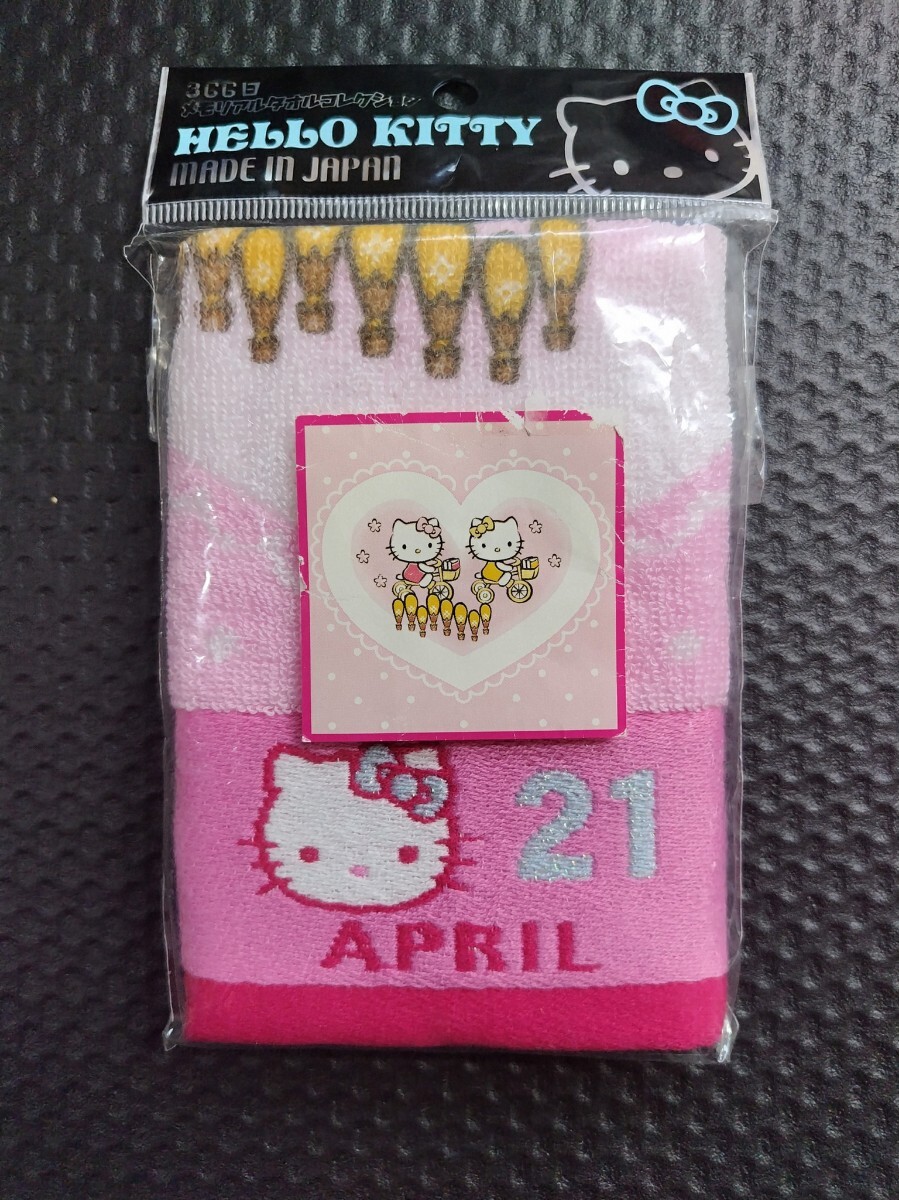 366日
メモリアルタオルコレクション
HELLO KITTY
MADE IN JAPAN
21
APRIL